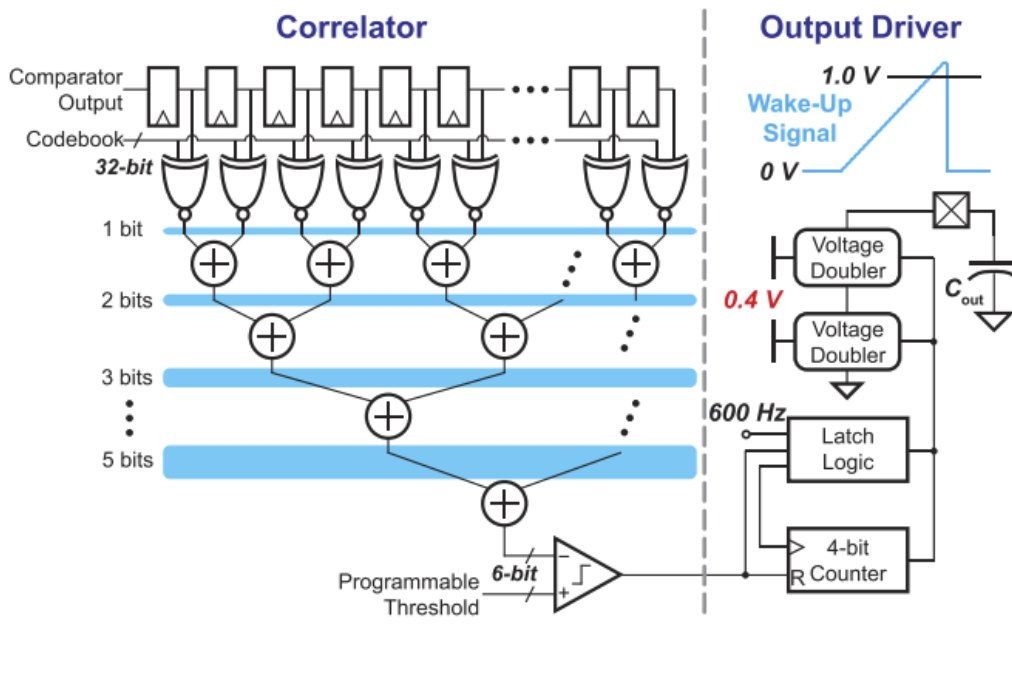 Correlator
Comparator
Output
Codebook
32-bit
1 bit
2 bits
3 bits
5 bits
6-bit
Programmable
Threshold
−
+
Output Driver
1.0 V
Wake-Up
Signal
0 V
Voltage
Doubler
0.4 V
Cout
Voltage
Doubler
600 Hz
Latch
Logic
4-bit
R Counter